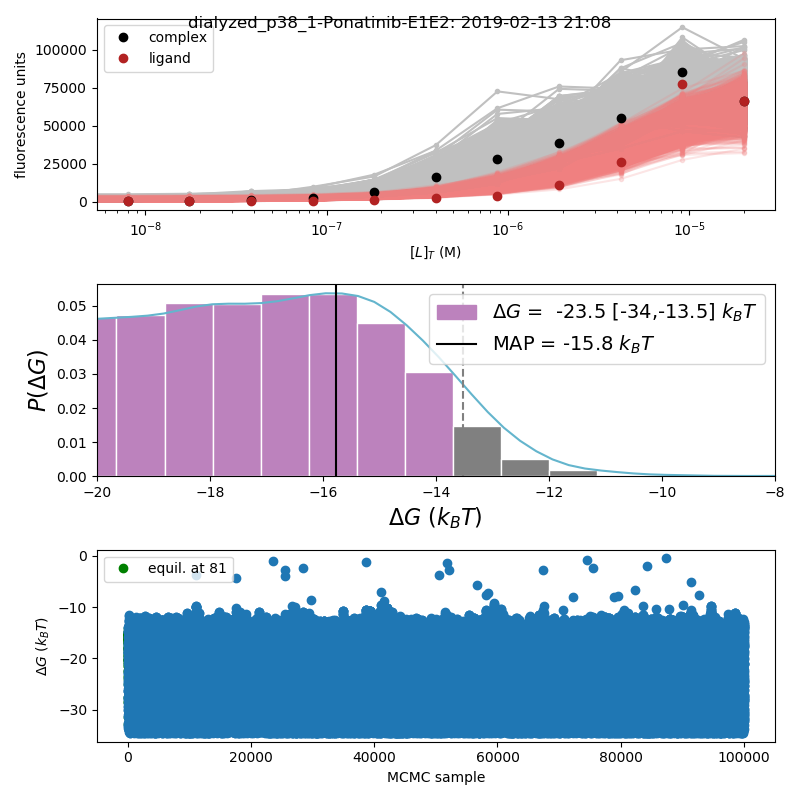 dialyzed_p38_1-Ponatinib-E1E2: 2019-02-13 21:08
complex
ligand
fluorescence units
100000
75000
50000
25000
0
10⁻⁸ 10⁻⁷ 10⁻⁶ 10⁻⁵
[L]_T (M)
ΔG = -23.5 [-34,-13.5] k_BT
MAP = -15.8 k_BT
P(ΔG)
0.05
0.04
0.03
0.02
0.01
0.00
−20 −18 −16 −14 −12 −10 −8
ΔG (k_BT)
equil. at 81
ΔG (k_BT)
0
−10
−20
−30
0 20000 40000 60000 80000 100000
MCMC sample